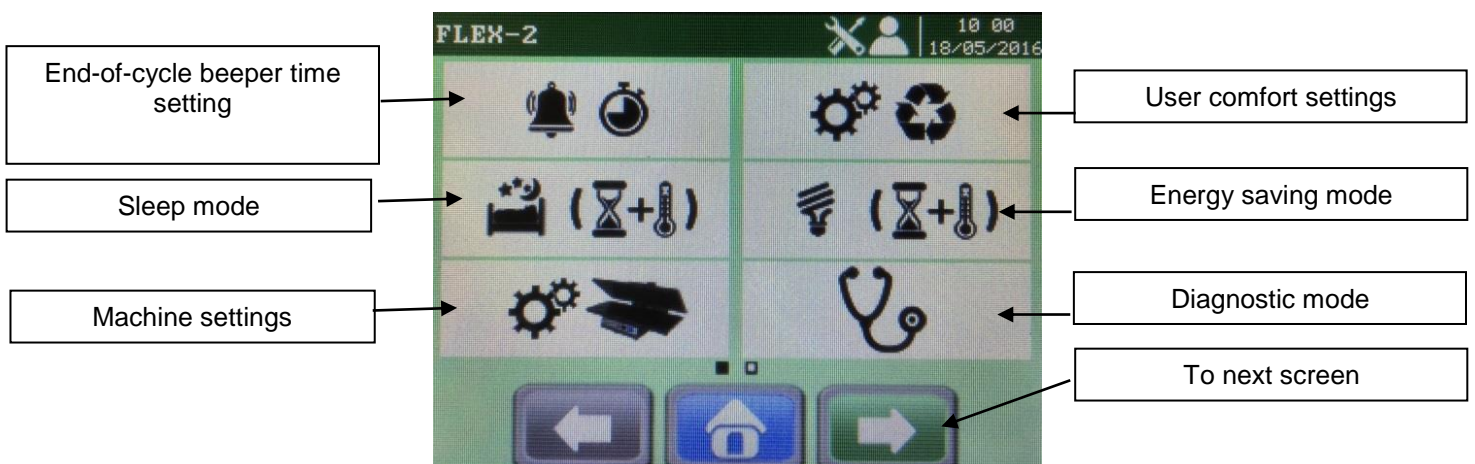 FLEX-2
10 00
18/05/2016
End-of-cycle beeper time
setting
User comfort settings
Sleep mode
( + )
( + )
Energy saving mode
Machine settings
Diagnostic mode
To next screen